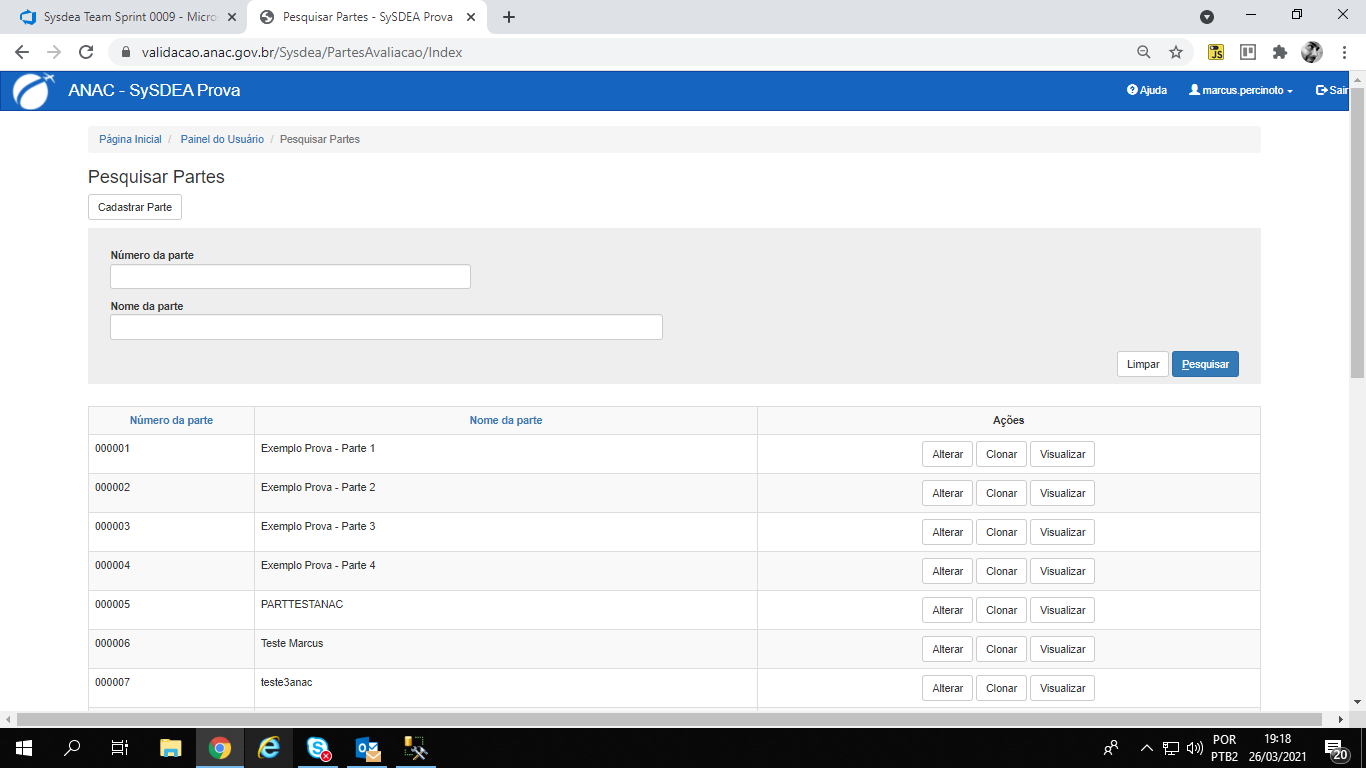 Sysdea Team Sprint 0009 - Micro
Pesquisar Partes - SySDEA Prova
validacao.anac.gov.br/Sysdea/PartesAvaliacao/Index
JS
ANAC - SySDEA Prova
Ajuda
marcus.percinoto
Sair
Página Inicial / Painel do Usuário / Pesquisar Partes
Pesquisar Partes
Cadastrar Parte
Número da parte
Nome da parte
Limpar Pesquisar
Número da parte Nome da parte Ações
000001 Exemplo Prova - Parte 1 Alterar Clonar Visualizar
000002 Exemplo Prova - Parte 2 Alterar Clonar Visualizar
000003 Exemplo Prova - Parte 3 Alterar Clonar Visualizar
000004 Exemplo Prova - Parte 4 Alterar Clonar Visualizar
000005 PARTTESTANAC Alterar Clonar Visualizar
000006 Teste Marcus Alterar Clonar Visualizar
000007 teste3anac Alterar Clonar Visualizar
POR 19:18
PTB2 26/03/2021 20